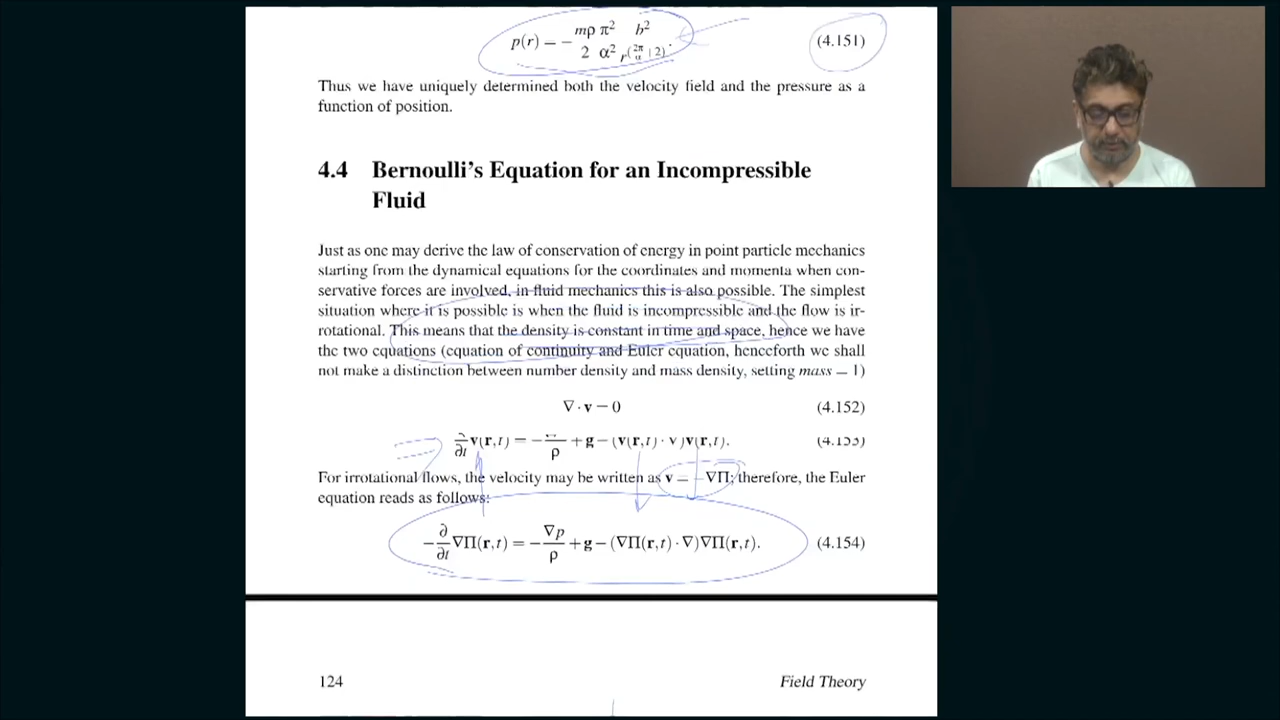 p(r) = − mρ/2 π²/α² b²/r^(2π/α + 2). (4.151)
Thus we have uniquely determined both the velocity field and the pressure as a
function of position.
4.4 Bernoulli's Equation for an Incompressible
Fluid
Just as one may derive the law of conservation of energy in point particle mechanics
starting from the dynamical equations for the coordinates and momenta when con-
servative forces are involved, in fluid mechanics this is also possible. The simplest
situation where it is possible is when the fluid is incompressible and the flow is ir-
rotational. This means that the density is constant in time and space, hence we have
the two equations (equation of continuity and Euler equation, henceforth we shall
not make a distinction between number density and mass density, setting mass = 1)
∇ · v = 0 (4.152)
∂/∂t v(r,t) = − /ρ + g − (v(r,t) · ∇)v(r,t). (4.153)
For irrotational flows, the velocity may be written as v = −∇Π; therefore, the Euler
equation reads as follows:
−∂/∂t ∇Π(r,t) = −∇p/ρ + g − (∇Π(r,t) · ∇)∇Π(r,t). (4.154)
124 Field Theory